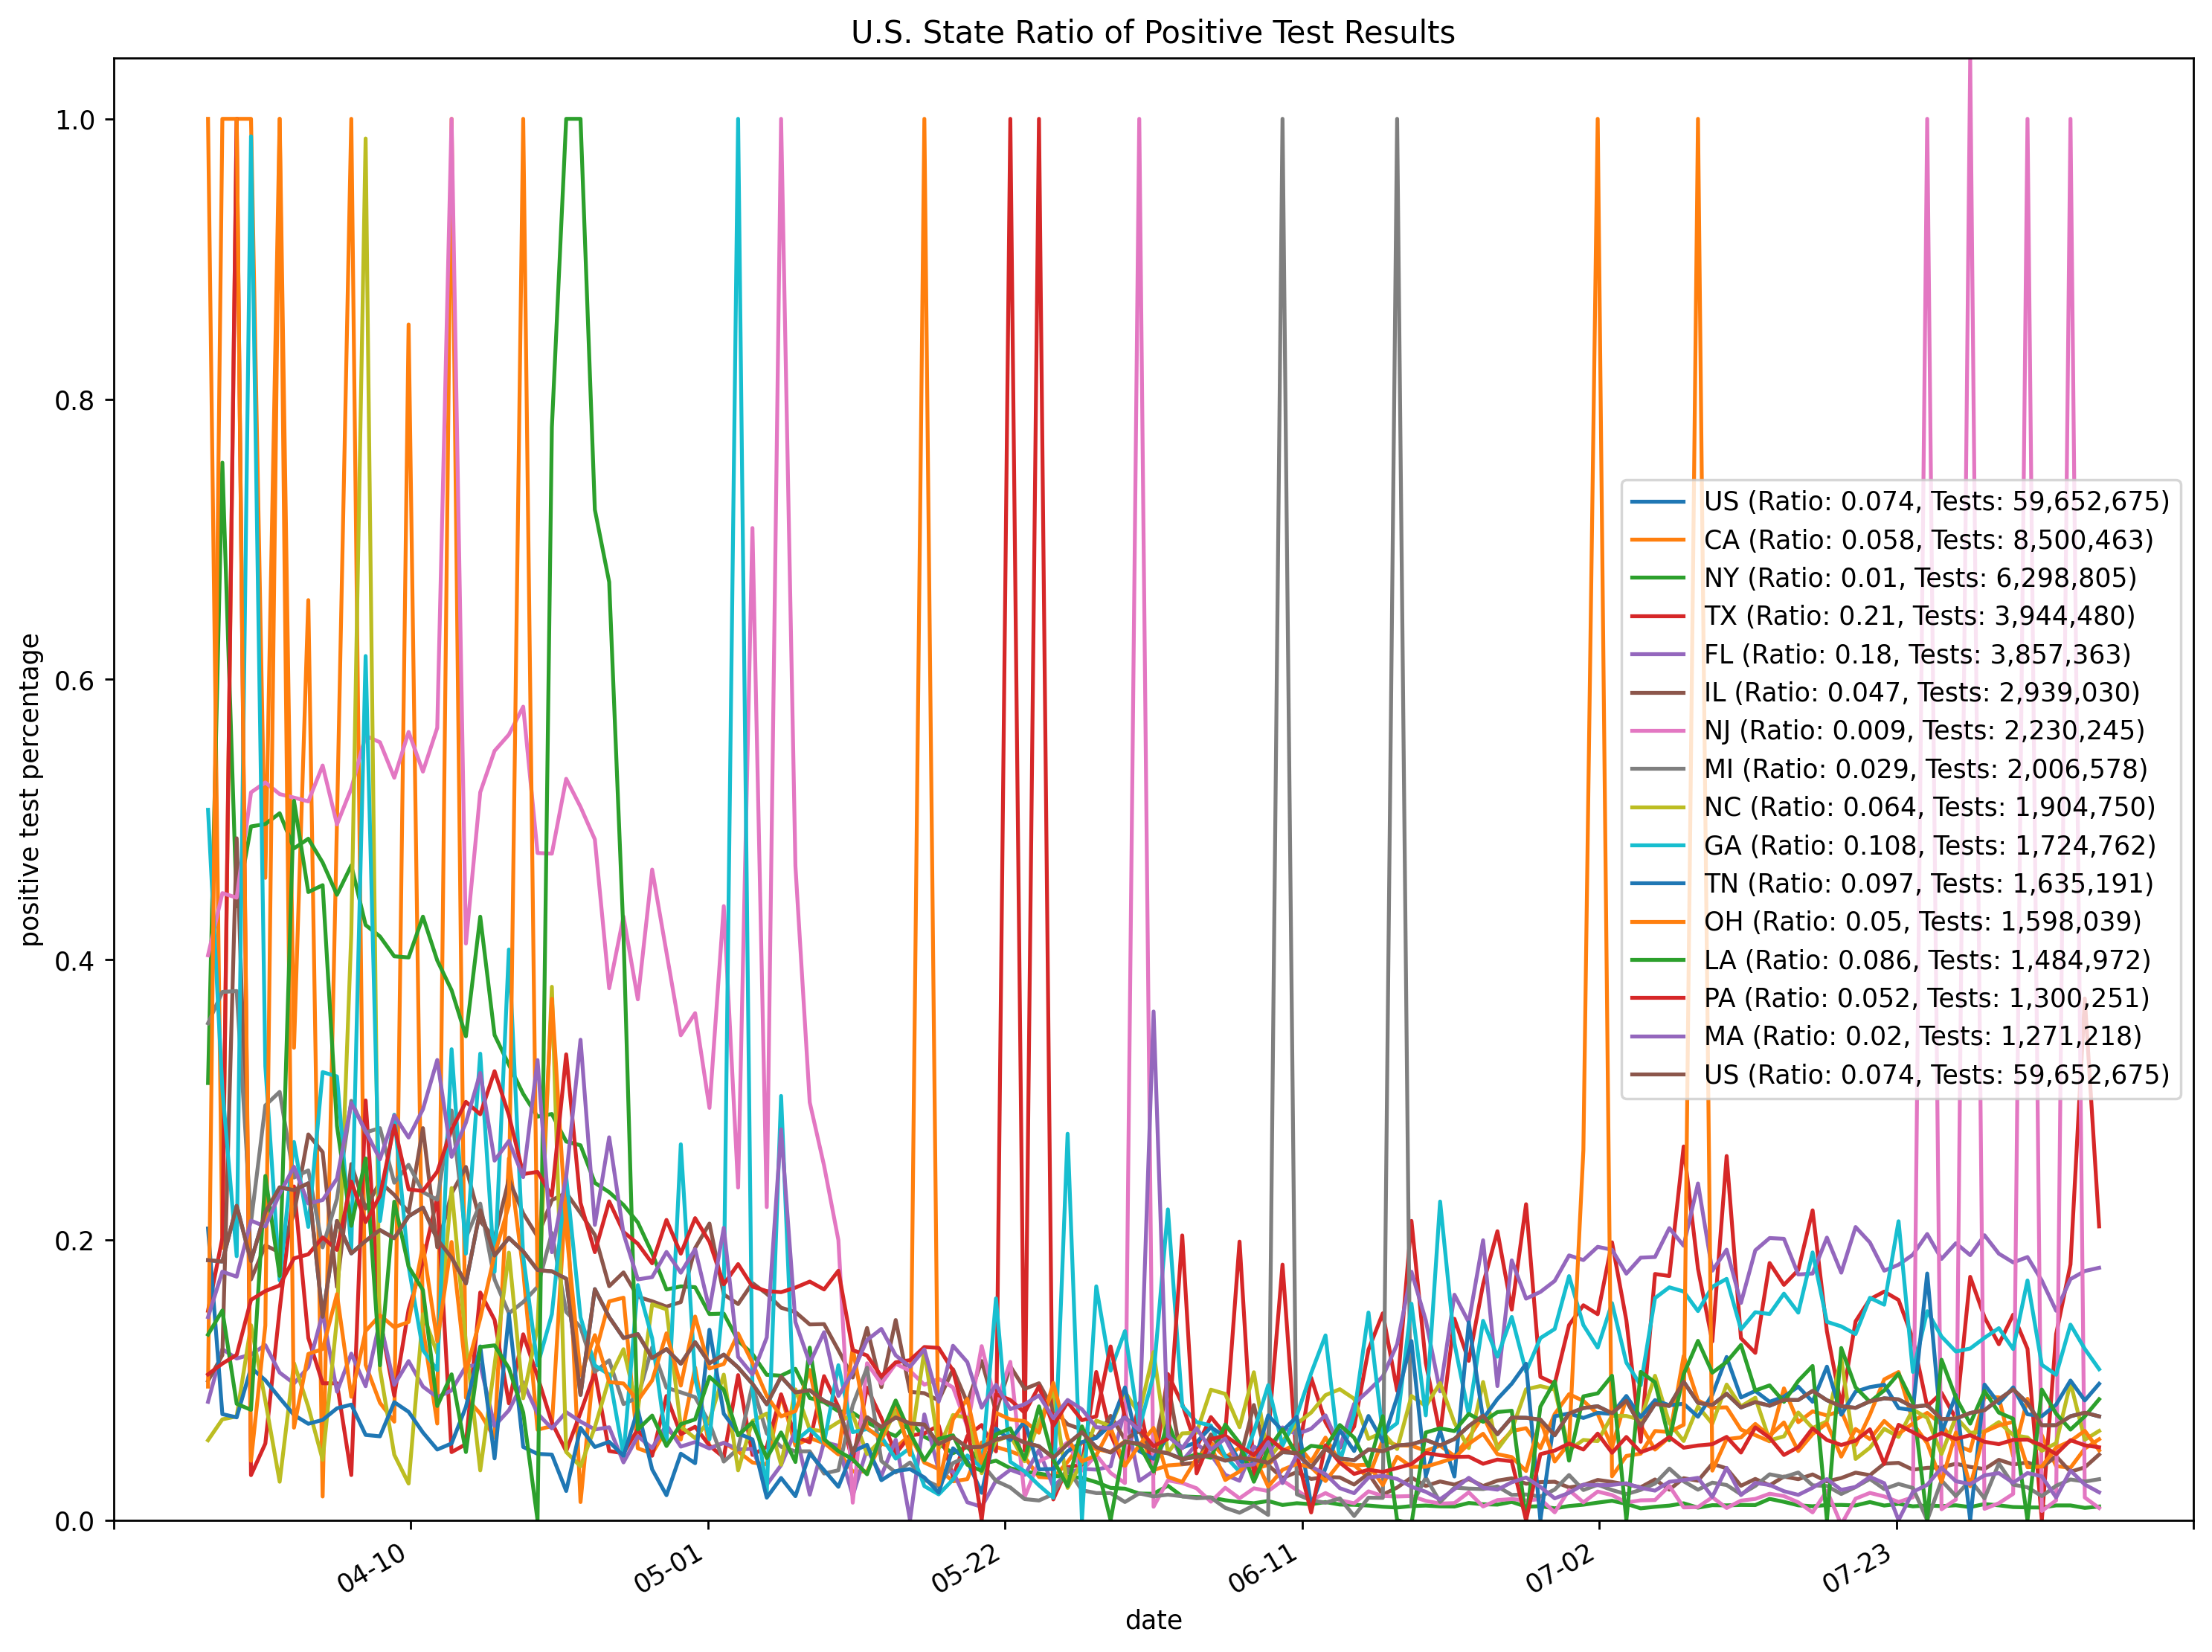 U.S. State Ratio of Positive Test Results
positive test percentage
1.0
0.8
0.6
0.4
0.2
0.0
US (Ratio: 0.074, Tests: 59,652,675)
CA (Ratio: 0.058, Tests: 8,500,463)
NY (Ratio: 0.01, Tests: 6,298,805)
TX (Ratio: 0.21, Tests: 3,944,480)
FL (Ratio: 0.18, Tests: 3,857,363)
IL (Ratio: 0.047, Tests: 2,939,030)
NJ (Ratio: 0.009, Tests: 2,230,245)
MI (Ratio: 0.029, Tests: 2,006,578)
NC (Ratio: 0.064, Tests: 1,904,750)
GA (Ratio: 0.108, Tests: 1,724,762)
TN (Ratio: 0.097, Tests: 1,635,191)
OH (Ratio: 0.05, Tests: 1,598,039)
LA (Ratio: 0.086, Tests: 1,484,972)
PA (Ratio: 0.052, Tests: 1,300,251)
MA (Ratio: 0.02, Tests: 1,271,218)
US (Ratio: 0.074, Tests: 59,652,675)
04-10
05-01
05-22
06-11
07-02
07-23
date